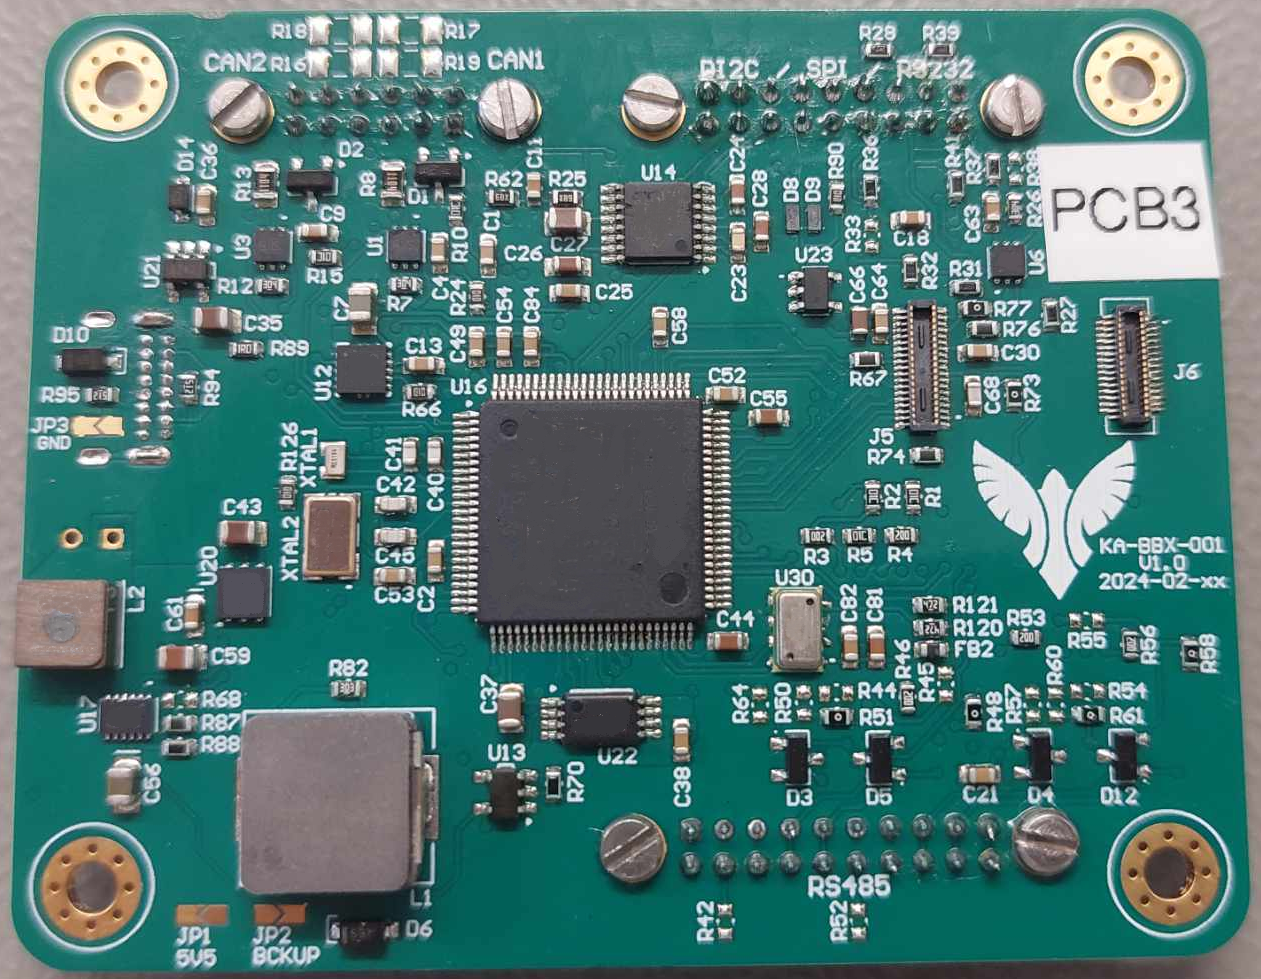 R18 R17
R28 R39
CAN2 R16 R19 CAN1
PI2C / SPI / RS232
D14 C36 R13 D2 R8 D1 R62 C11 R25 U14 C24 C28 D8 D9 R90 R36 R41 R37 R38
PCB3
U21 U3 C9 R15 R12 U1 R10 C4 C1 C26 C27 C25 C23 R33 C18 C63 R26
C7 R7 R24 U23 C66 C64 R32 R31 U6
C35 R89 C49 C54 C84 C58 R77 R76 R27
D10 U12 C13 R66 U16 C52 C55 R67 C30 C68 R73 J6
R95 R94
JP3
GND
J5
R74
R126 XTAL1 C41 C40 R2 R1
C43 XTAL2 C42 C45 C53 C2 R3 R5 R4
KA-BBX-001
V1.0
2024-02-xx
U20 L2 C61 C59 U30 C82 C81 C44 R121 R120 FB2 R53 R55 R56 R58
R82 R46 R45 R60
U17 R68 R87 R88 C37 R64 R50 R44 R51 R48 R57 R54 R61
C56 U13 R70 U22 C38 D3 D5 C21 D4 D12
RS485
L1
R42 R52
JP1
5V5
JP2
BCKUP
D6